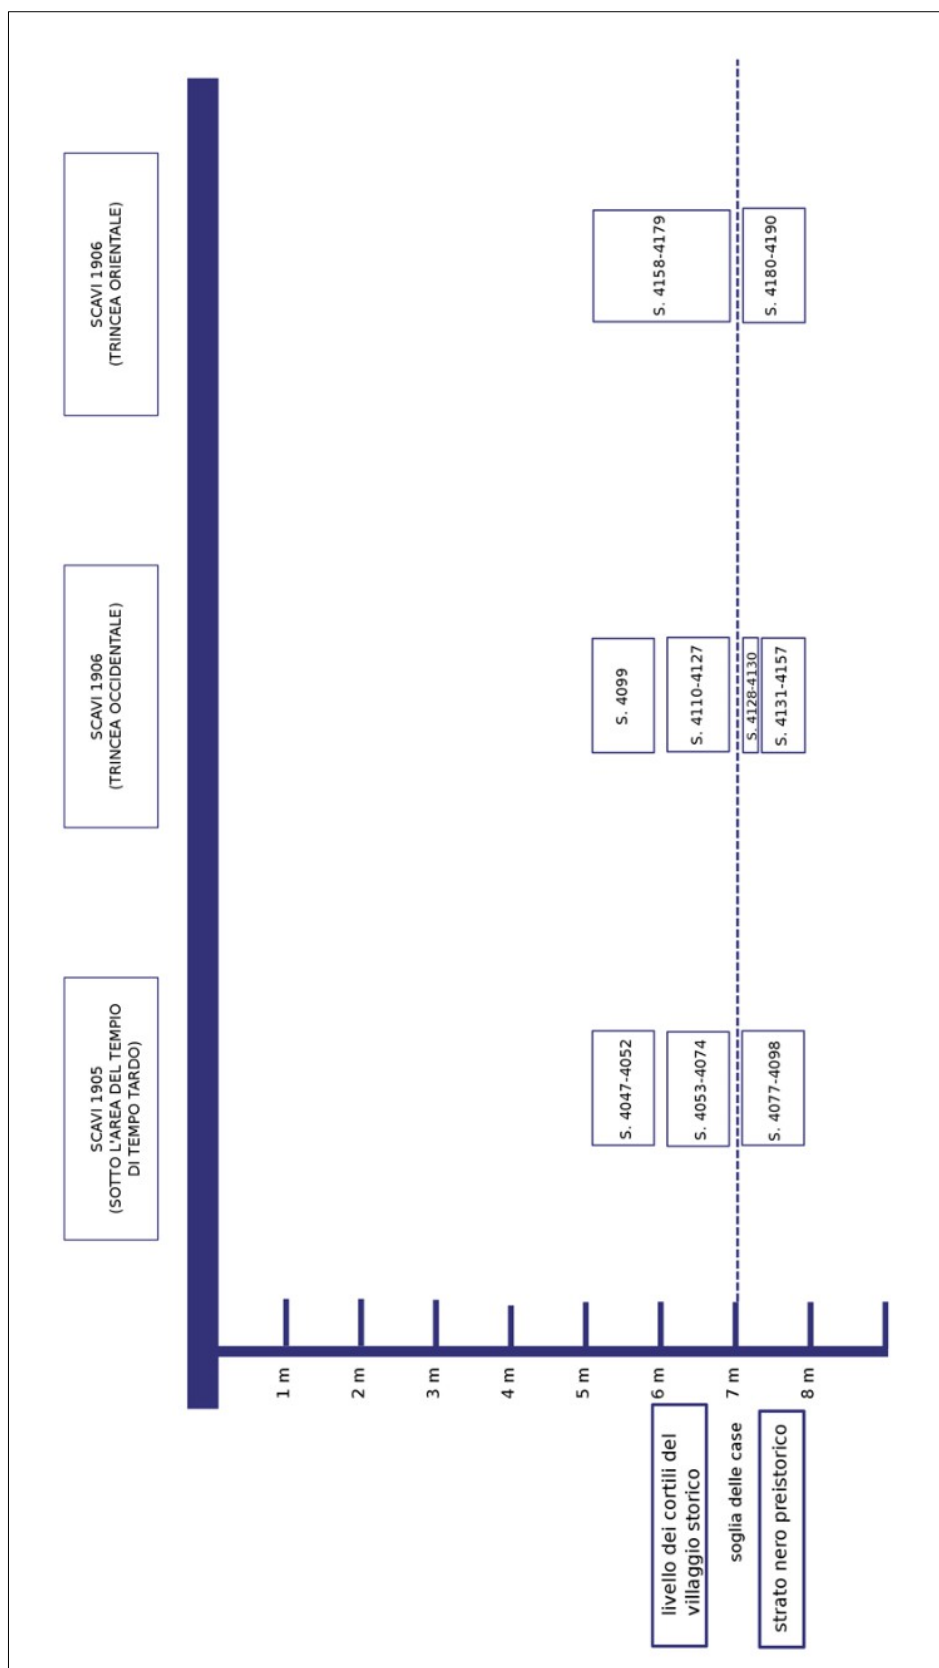 SCAVI 1905
(SOTTO L'AREA DEL TEMPIO
DI TEMPO TARDO)
SCAVI 1906
(TRINCEA OCCIDENTALE)
SCAVI 1906
(TRINCEA ORIENTALE)
1 m
2 m
3 m
4 m
5 m
S. 4047-4052
S. 4099
S. 4158-4179
livello dei cortili del
villaggio storico
6 m
S. 4053-4074
S. 4110-4127
soglia delle case
7 m
S. 4077-4098
S. 4128-4130
S. 4131-4157
S. 4180-4190
strato nero preistorico
8 m